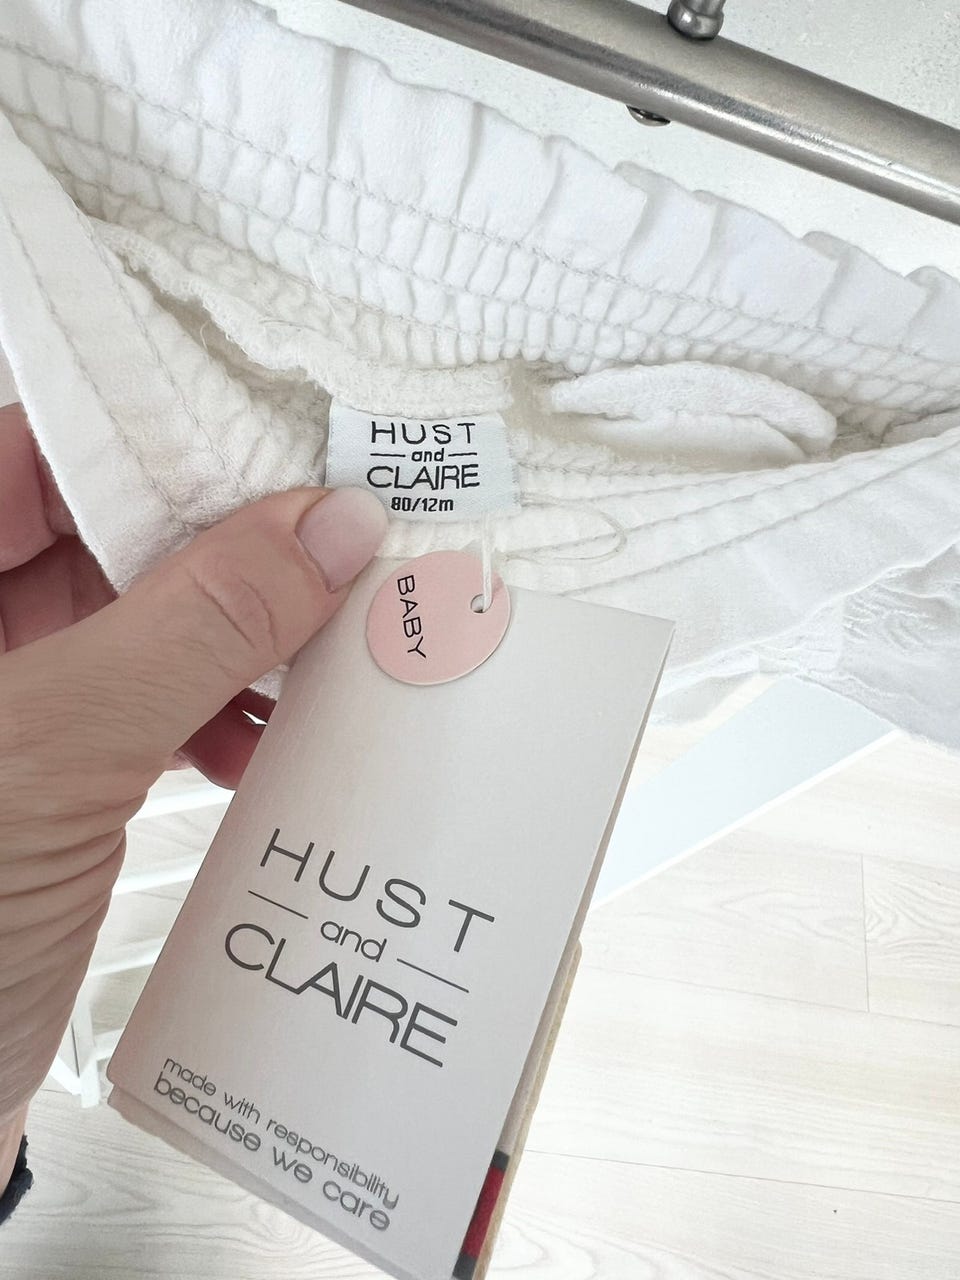 HUST
and
CLAIRE
80/12m
BABY
HUST
and
CLAIRE
made with responsibility
because we care